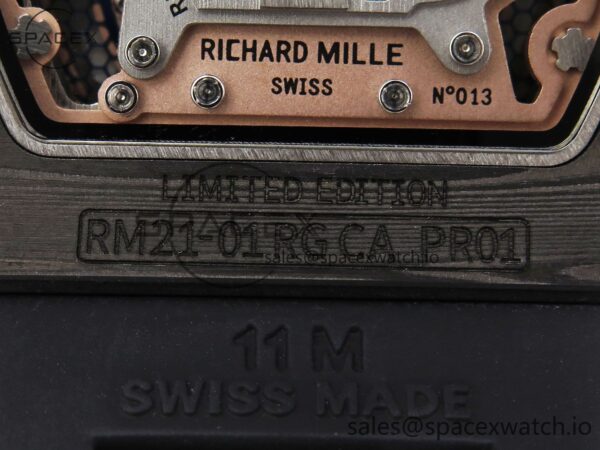 SPACEX
R
RICHARD MILLE
SWISS
N°013
LIMITED EDITION
RM21-01 RG CA PR01
sales@spacexwatch.io
11 M
SWISS MADE
sales@spacexwatch.io